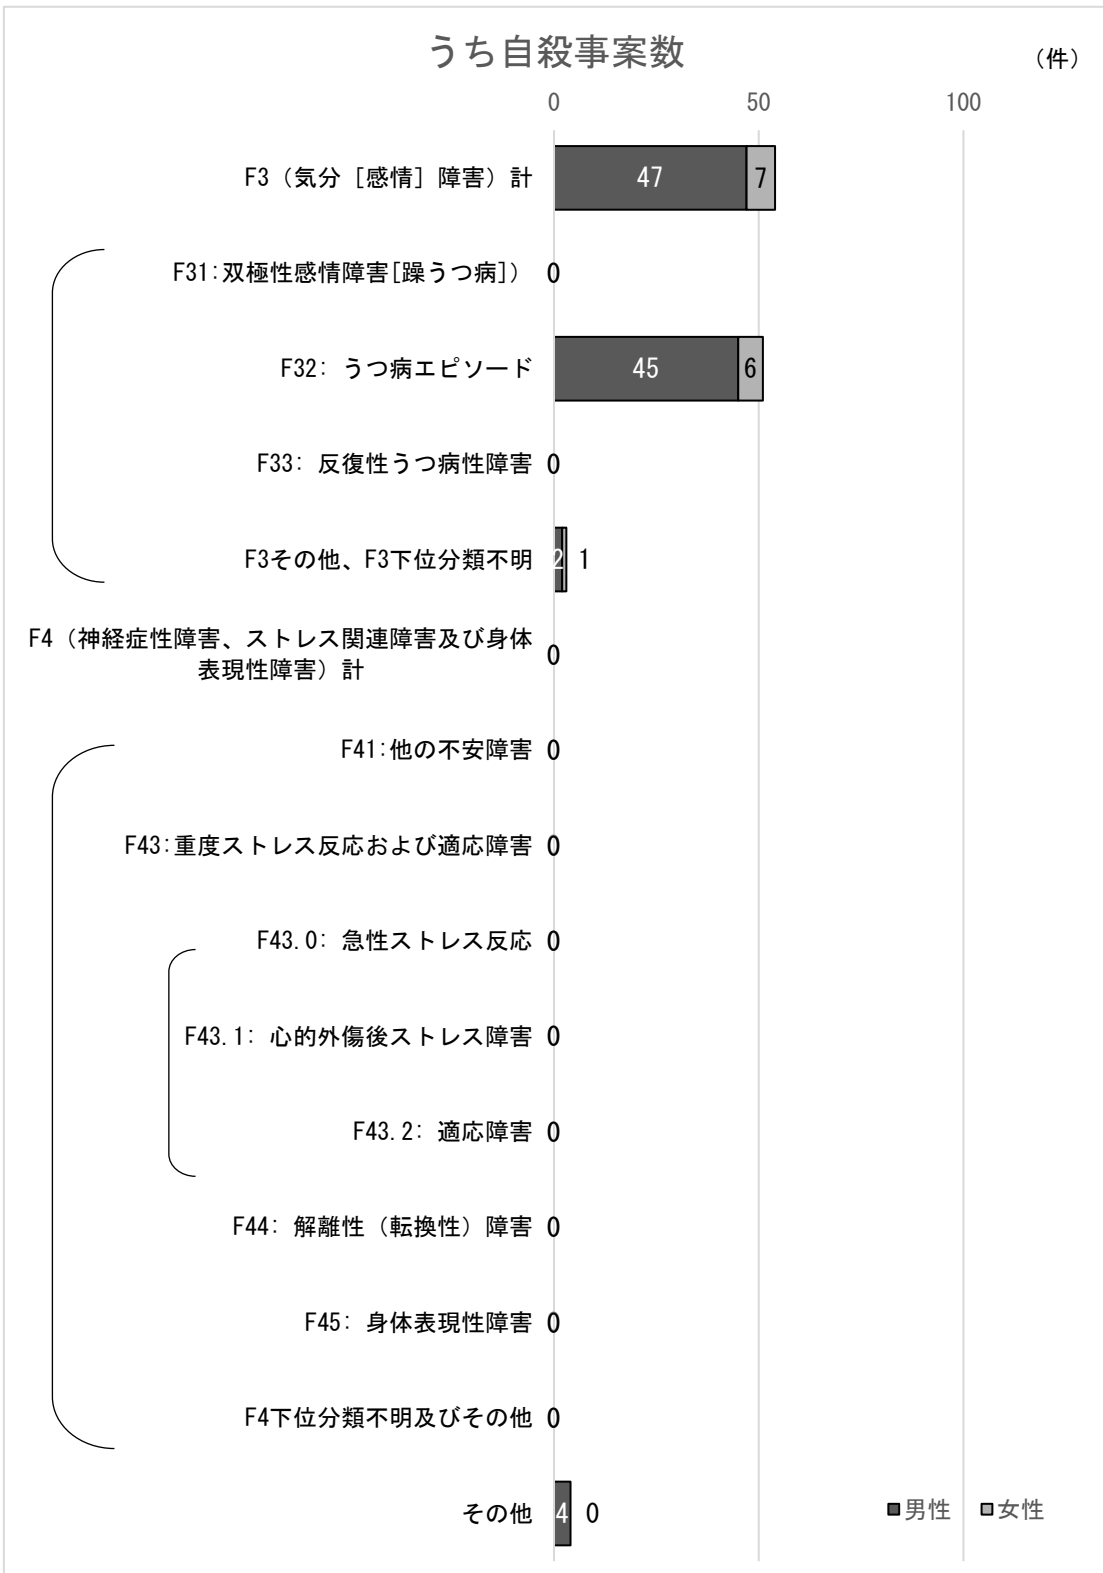 うち自殺事案数
（件）
0 50 100
F3（気分［感情］障害）計 47 7
F31:双極性感情障害[躁うつ病]） 0
F32: うつ病エピソード 45 6
F33: 反復性うつ病性障害 0
F3その他、F3下位分類不明 2 1
F4（神経症性障害、ストレス関連障害及び身体
表現性障害）計 0
F41:他の不安障害 0
F43:重度ストレス反応および適応障害 0
F43.0: 急性ストレス反応 0
F43.1: 心的外傷後ストレス障害 0
F43.2: 適応障害 0
F44: 解離性（転換性）障害 0
F45: 身体表現性障害 0
F4下位分類不明及びその他 0
その他 4 0
男性 女性